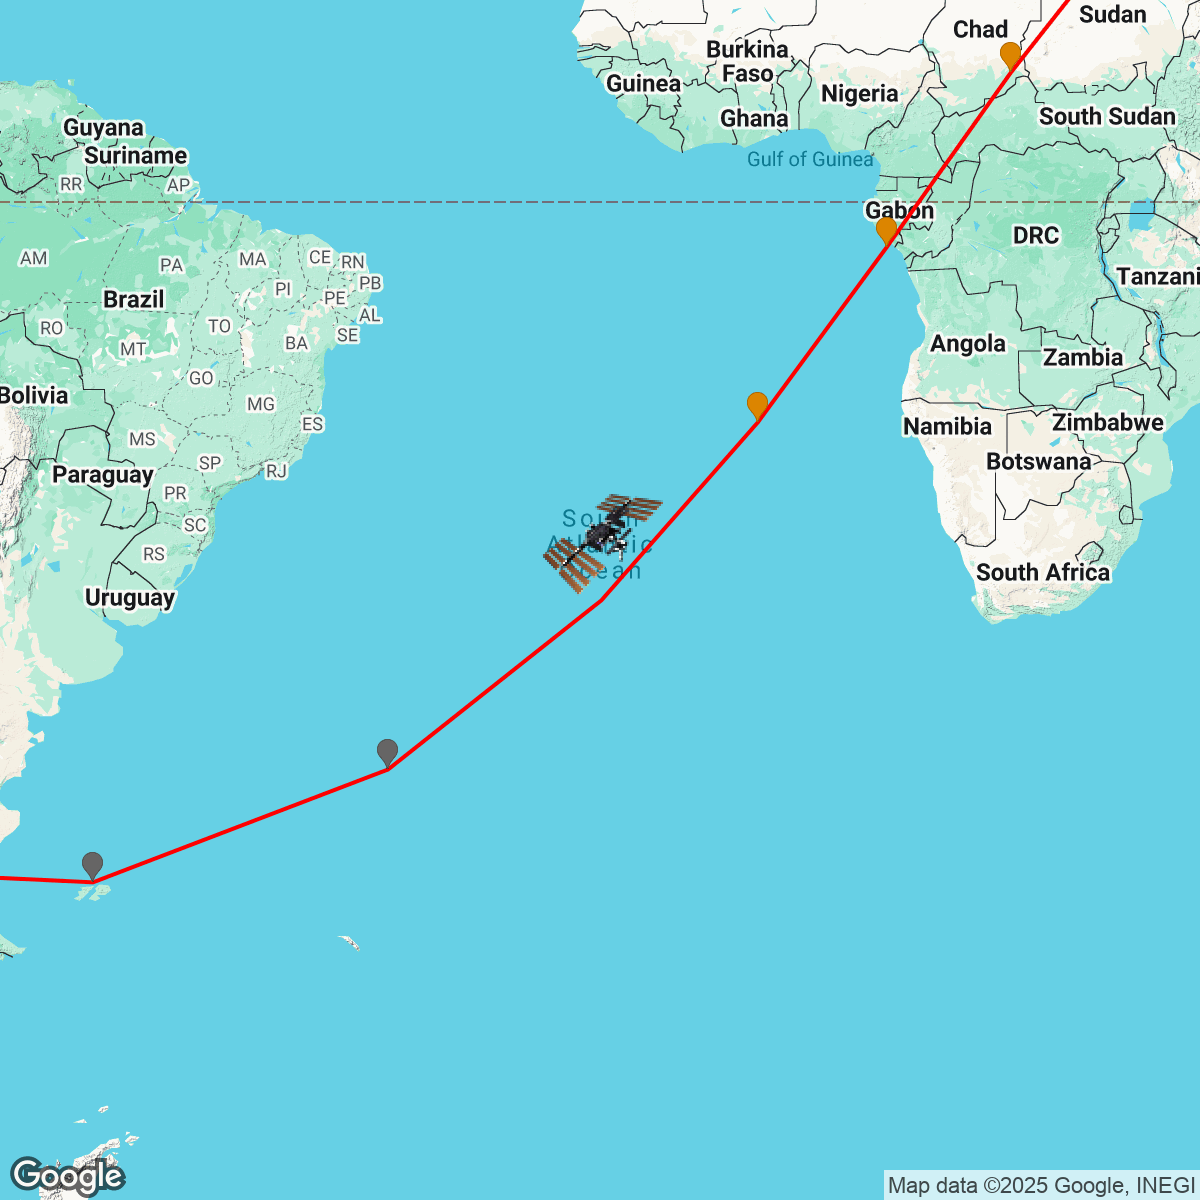 Sudan
Chad
Burkina
Faso
Guinea
Nigeria
Ghana
South Sudan
Guyana
Suriname
Gulf of Guinea
RR
AP
Gabon
DRC
AM
PA
MA
CE
RN
PI
PE
PB
Tanzani
Brazil
AL
RO
TO
SE
MT
BA
Angola
Zambia
GO
Bolivia
MG
ES
Namibia
Zimbabwe
MS
SP
RJ
Botswana
Paraguay
PR
SC
South
Atlantic
Ocean
RS
South Africa
Uruguay
Google
Map data ©2025 Google, INEGI